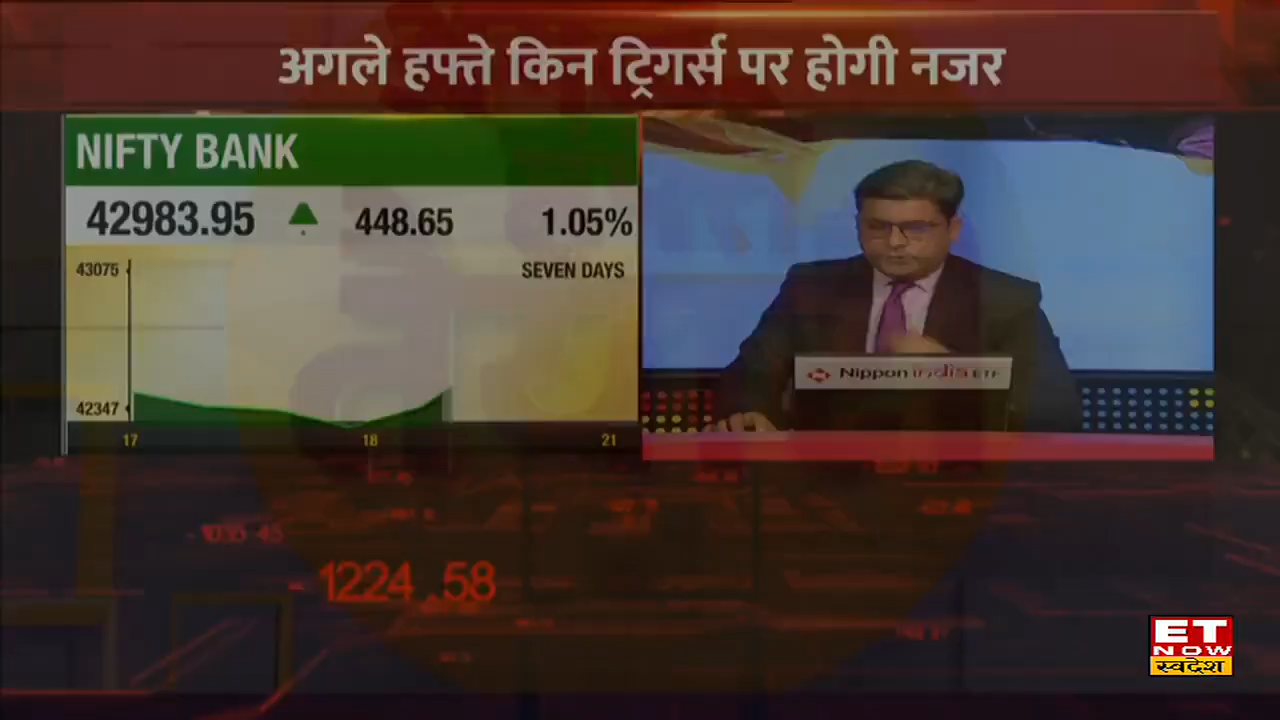 अगले हफ्ते किन ट्रिगर्स पर होगी नजर
NIFTY BANK
42983.95 ▲ 448.65 1.05%
43075
SEVEN DAYS
42347
17 18 21
Nippon india ETF
- 1224.58
ET
NOW
स्वदेश